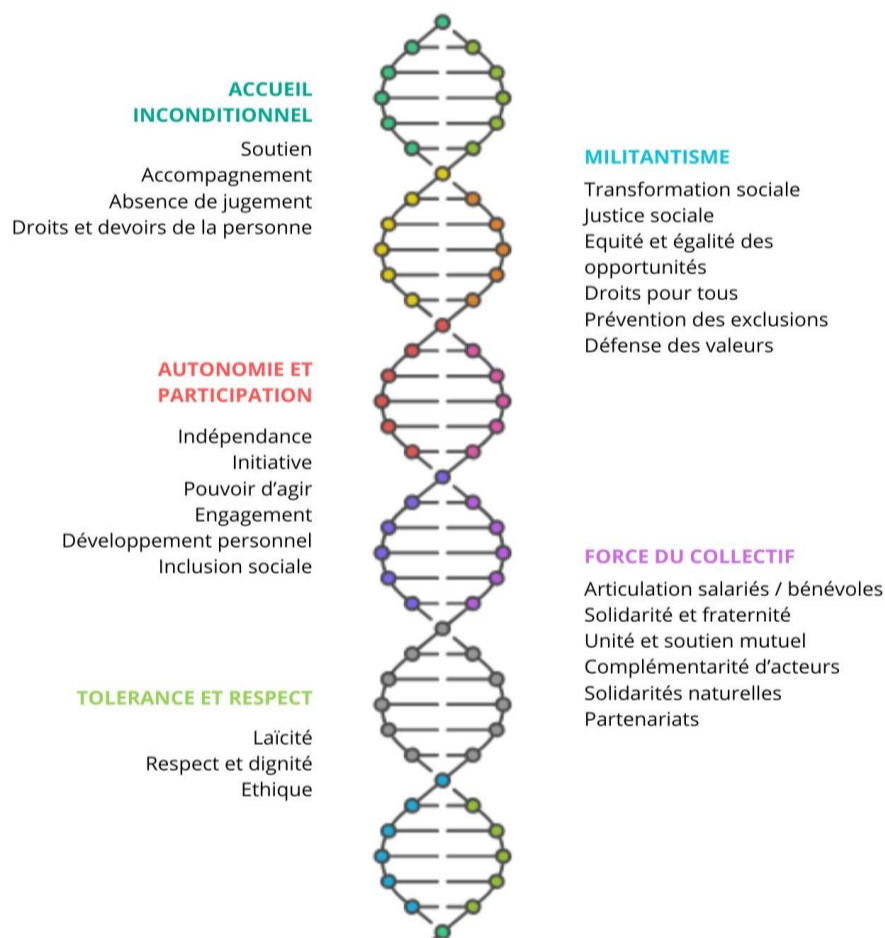 ACCUEIL
INCONDITIONNEL
Soutien
Accompagnement
Absence de jugement
Droits et devoirs de la personne
MILITANTISME
Transformation sociale
Justice sociale
Equité et égalité des
opportunités
Droits pour tous
Prévention des exclusions
Défense des valeurs
AUTONOMIE ET
PARTICIPATION
Indépendance
Initiative
Pouvoir d'agir
Engagement
Développement personnel
Inclusion sociale
FORCE DU COLLECTIF
Articulation salariés / bénévoles
Solidarité et fraternité
Unité et soutien mutuel
Complémentarité d'acteurs
Solidarités naturelles
Partenariats
TOLERANCE ET RESPECT
Laïcité
Respect et dignité
Ethique